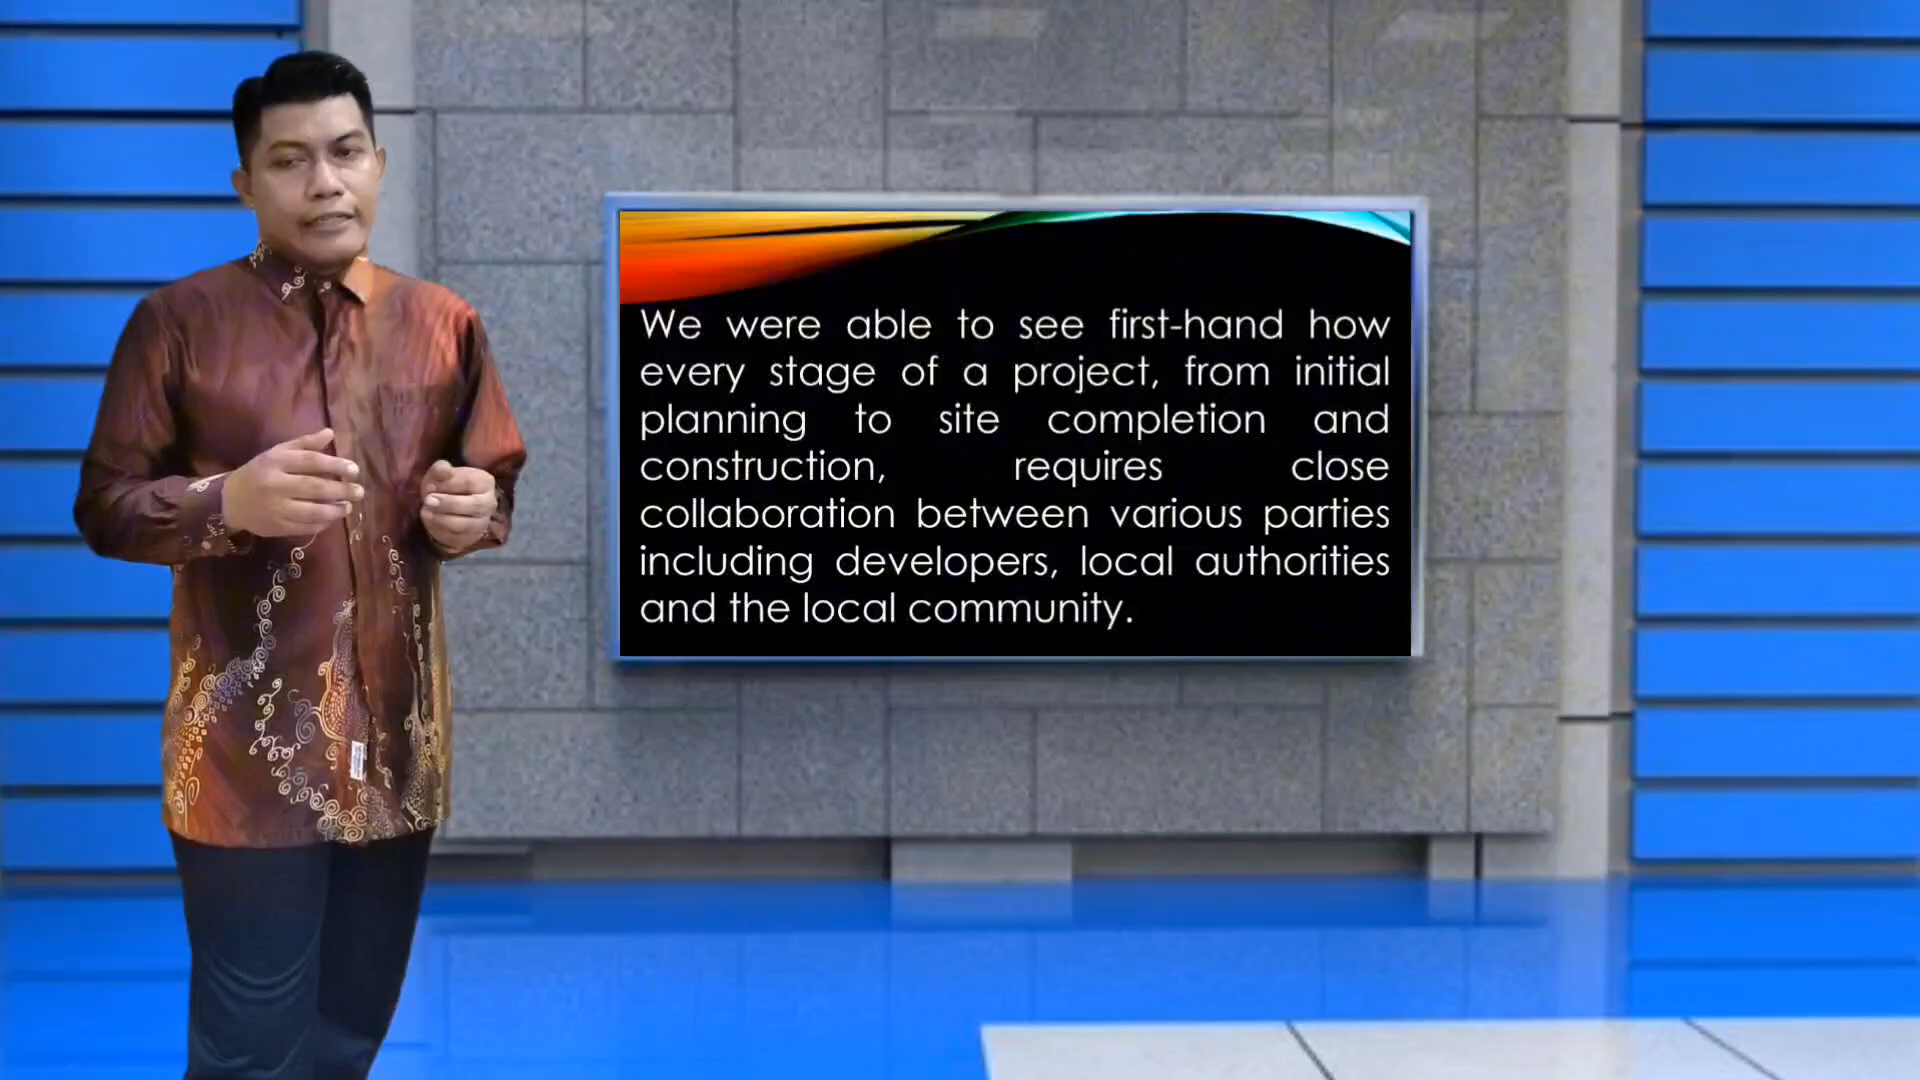 We were able to see first-hand how
every stage of a project, from initial
planning to site completion and
construction, requires close
collaboration between various parties
including developers, local authorities
and the local community.